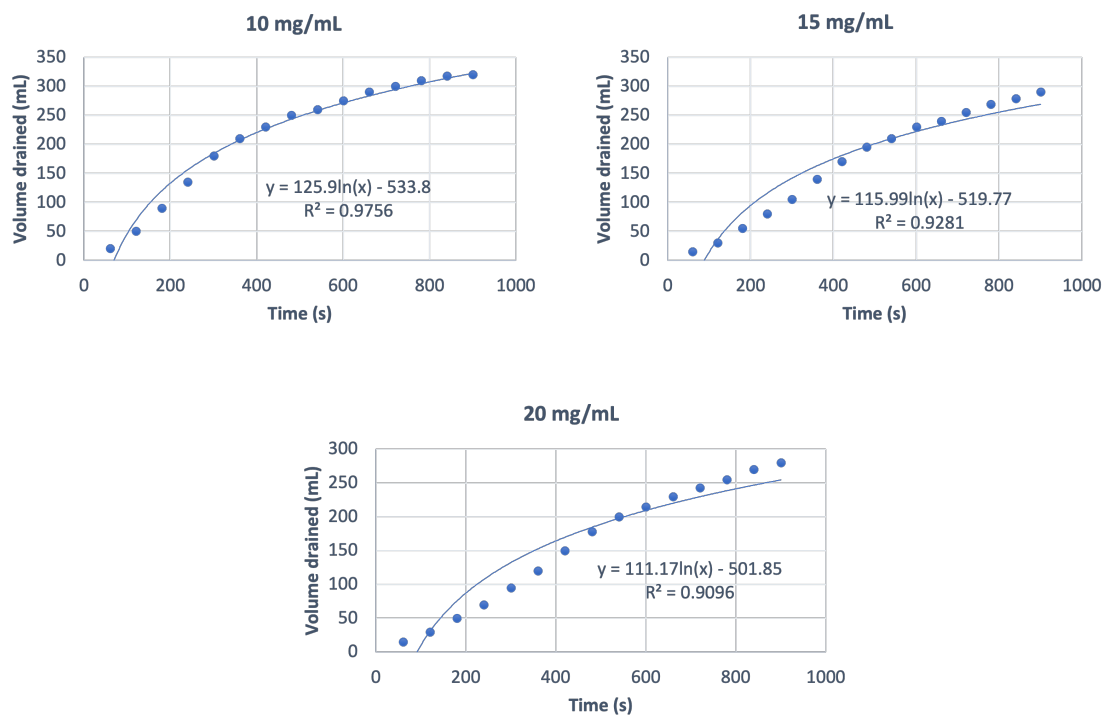 10 mg/mL
350
300
250
200
150
100
50
0
Volume drained (mL)
y = 125.9ln(x) - 533.8
R² = 0.9756
0 200 400 600 800 1000
Time (s)
15 mg/mL
350
300
250
200
150
100
50
0
Volume drained (mL)
y = 115.99ln(x) - 519.77
R² = 0.9281
0 200 400 600 800 1000
Time (s)
20 mg/mL
300
250
200
150
100
50
0
Volume drained (mL)
y = 111.17ln(x) - 501.85
R² = 0.9096
0 200 400 600 800 1000
Time (s)